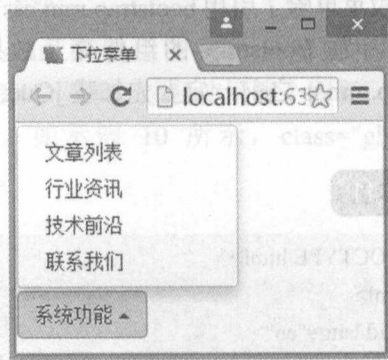 下拉菜单
localhost:63
文章列表
行业资讯
技术前沿
联系我们
系统功能